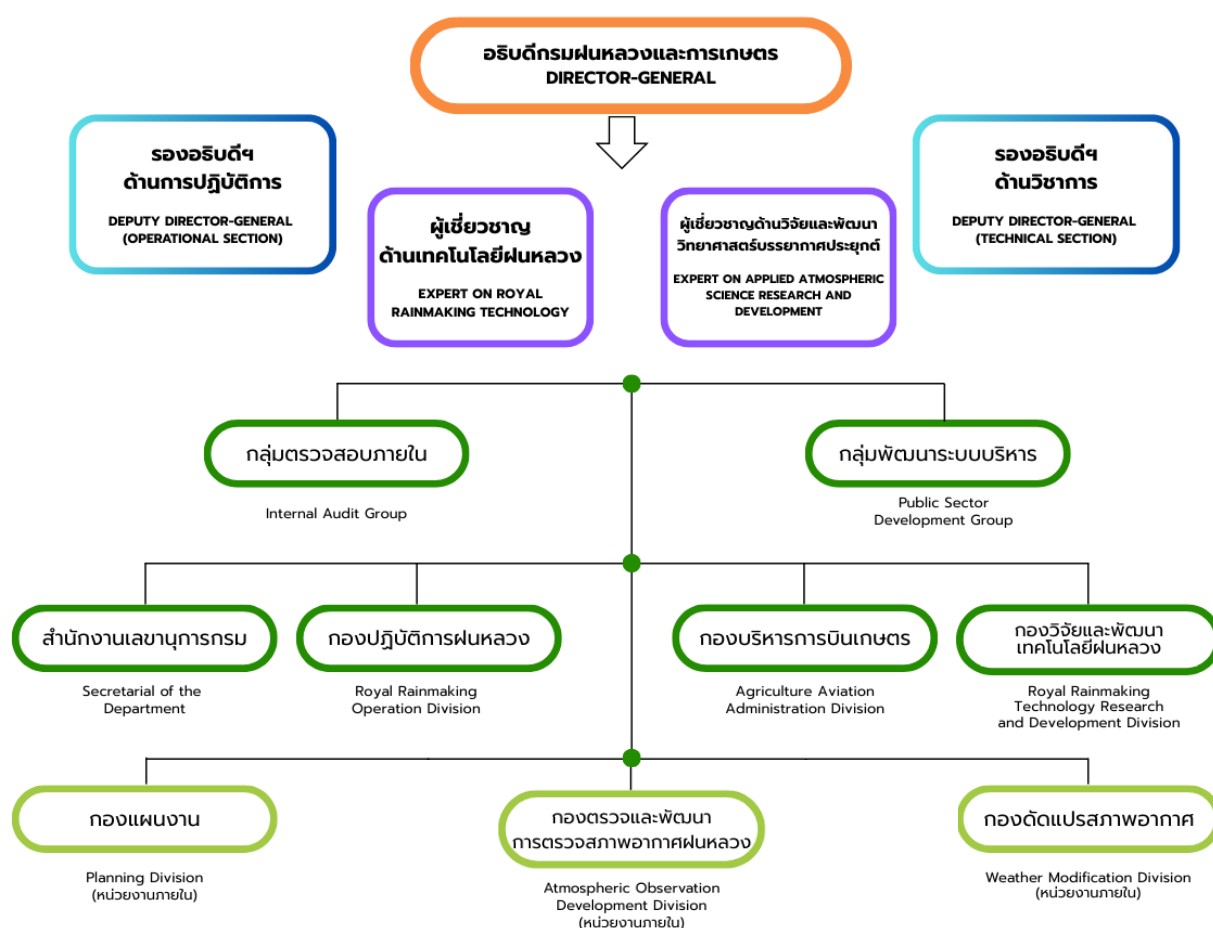 อธิบดีกรมฝนหลวงและการเกษตร
DIRECTOR-GENERAL
รองอธิบดีฯ
ด้านการปฏิบัติการ
DEPUTY DIRECTOR-GENERAL
(OPERATIONAL SECTION)
รองอธิบดีฯ
ด้านวิชาการ
DEPUTY DIRECTOR-GENERAL
(TECHNICAL SECTION)
ผู้เชี่ยวชาญ
ด้านเทคโนโลยีฝนหลวง
EXPERT ON ROYAL
RAINMAKING TECHNOLOGY
ผู้เชี่ยวชาญด้านวิจัยและพัฒนา
วิทยาศาสตร์บรรยากาศประยุกต์
EXPERT ON APPLIED ATMOSPHERIC
SCIENCE RESEARCH AND
DEVELOPMENT
กลุ่มตรวจสอบภายใน
Internal Audit Group
กลุ่มพัฒนาระบบบริหาร
Public Sector
Development Group
สำนักงานเลขานุการกรม
Secretarial of the
Department
กองปฏิบัติการฝนหลวง
Royal Rainmaking
Operation Division
กองบริหารการบินเกษตร
Agriculture Aviation
Administration Division
กองวิจัยและพัฒนา
เทคโนโลยีฝนหลวง
Royal Rainmaking
Technology Research
and Development Division
กองแผนงาน
Planning Division
(หน่วยงานภายใน)
กองตรวจและพัฒนา
การตรวจสภาพอากาศฝนหลวง
Atmospheric Observation
Development Division
(หน่วยงานภายใน)
กองดัดแปรสภาพอากาศ
Weather Modification Division
(หน่วยงานภายใน)